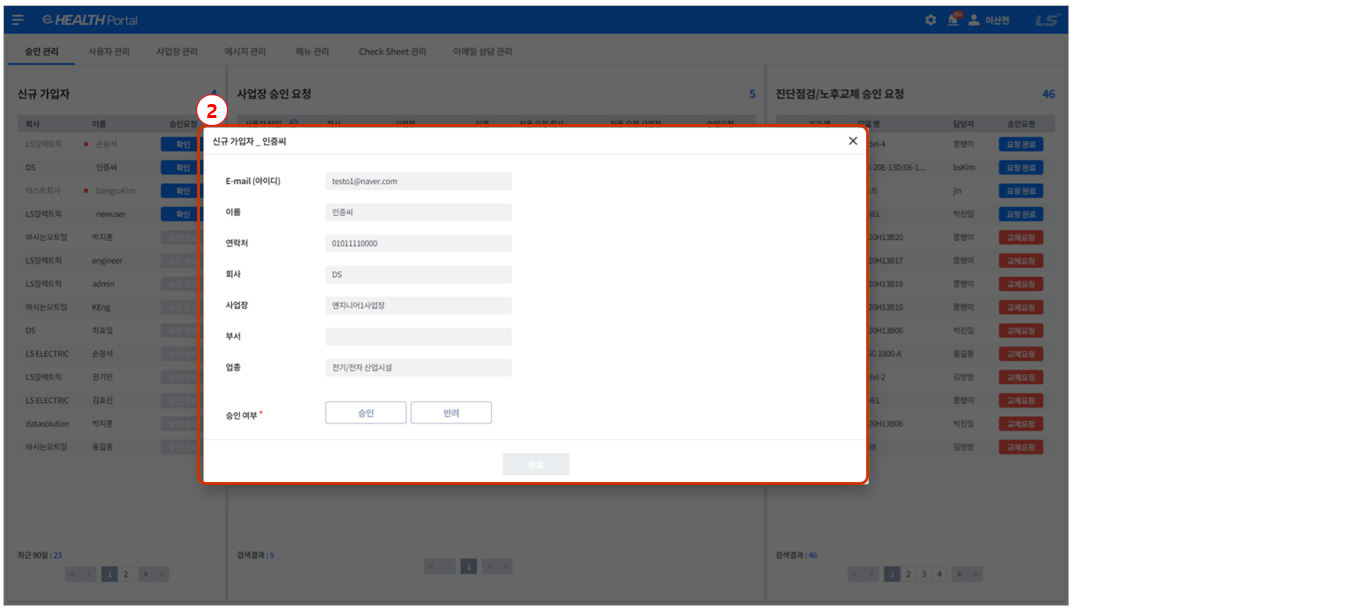 e-HEALTH Portal
99+ 이산전 LS
승인 관리 사용자 관리 사업장 관리 메시지 관리 메뉴 관리 Check Sheet 관리 이메일 상담 관리
신규 가입자 4
사업장 승인 요청 5
진단점검/노후교체 승인 요청 46
2
회사 이름 승인요청
담당자 승인요청
LS일렉트릭 손용석 확인
DS 인증씨 확인
테스트회사 bangsuKim 확인
LS일렉트릭 newuser 확인
마시는오트밀 박지훈
LS일렉트릭 engineer
LS일렉트릭 admin
마시는오트밀 KEng
DS 최요일
LS ELECTRIC 손용석
LS일렉트릭 권기민
LS ELECTRIC 김효진
datasolution 박지훈
마시는오트밀 홍길동
신규 가입자 _ 인증씨
E-mail (아이디) testo1@naver.com
이름 인증씨
연락처 01011110000
회사 DS
사업장 엔지니어1사업장
부서
업종 전기/전자 산업시설
승인 여부 * 승인 반려
완료
del-4 뚱땡이 요청 완료
-20E-13D/06-1... bsKim 요청 완료
jin 요청 완료
박진일 요청 완료
20H13B20 뚱땡이 교체요청
20H13B17 뚱땡이 교체요청
20H13B18 뚱땡이 교체요청
20H13B16 뚱땡이 교체요청
20H13B06 박진일 교체요청
SG 1800-A 홍길동 교체요청
del-2 김방방 교체요청
뚱땡이 교체요청
20H13B06 박진일 교체요청
김방방 교체요청
최근 90일 : 23
1 2
검색결과 : 5
1
검색결과 : 46
1 2 3 4